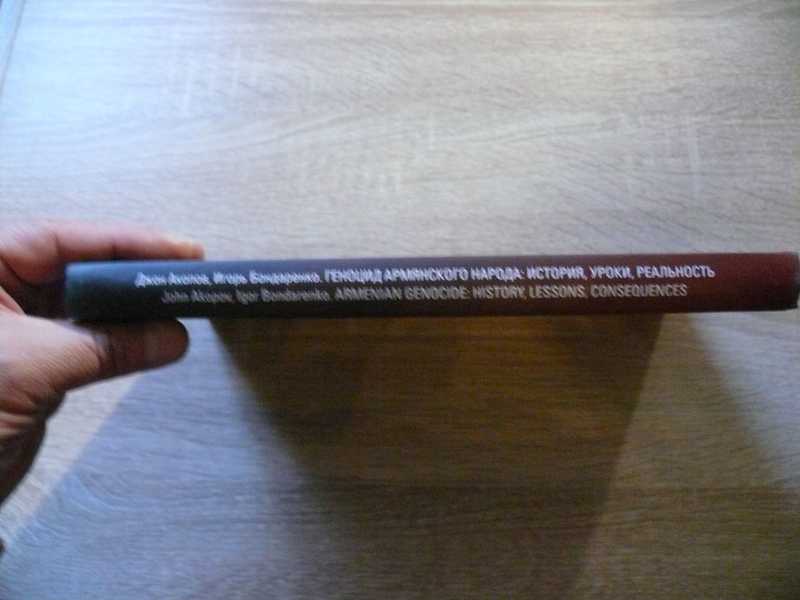 Джон Акопов, Игорь Бондаренко. ГЕНОЦИД АРМЯНСКОГО НАРОДА: ИСТОРИЯ, УРОКИ, РЕАЛЬНОСТЬ
John Akopov, Igor Bondarenko. ARMENIAN GENOCIDE: HISTORY, LESSONS, CONSEQUENCES